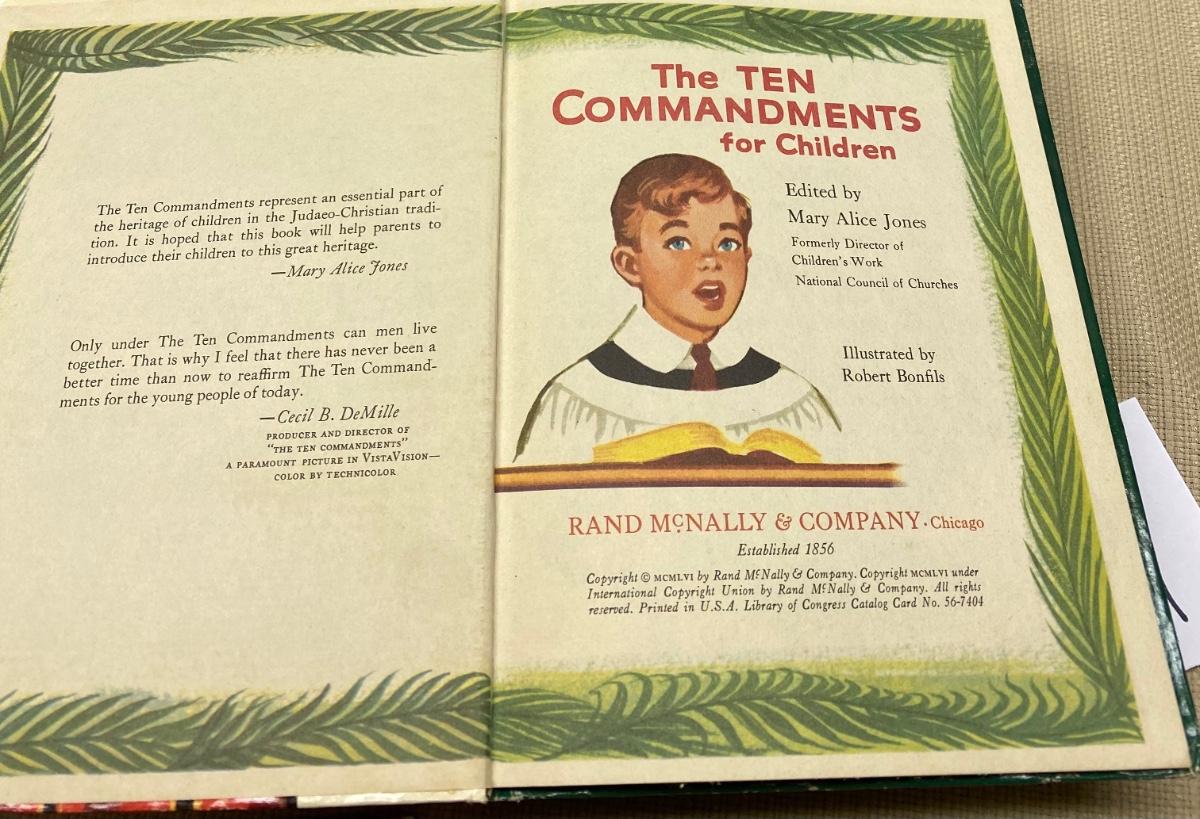 The Ten Commandments represent an essential part of
the heritage of children in the Judaeo-Christian tradi-
tion. It is hoped that this book will help parents to
introduce their children to this great heritage.
—Mary Alice Jones
Only under The Ten Commandments can men live
together. That is why I feel that there has never been a
better time than now to reaffirm The Ten Command-
ments for the young people of today.
—Cecil B. DeMille
PRODUCER AND DIRECTOR OF
"THE TEN COMMANDMENTS"
A PARAMOUNT PICTURE IN VISTAVISION—
COLOR BY TECHNICOLOR
The TEN
COMMANDMENTS
for Children
Edited by
Mary Alice Jones
Formerly Director of
Children's Work
National Council of Churches
Illustrated by
Robert Bonfils
RAND McNALLY & COMPANY · Chicago
Established 1856
Copyright © MCMLVI by Rand McNally & Company. Copyright MCMLVI under
International Copyright Union by Rand McNally & Company. All rights
reserved. Printed in U.S.A. Library of Congress Catalog Card No. 56-7404